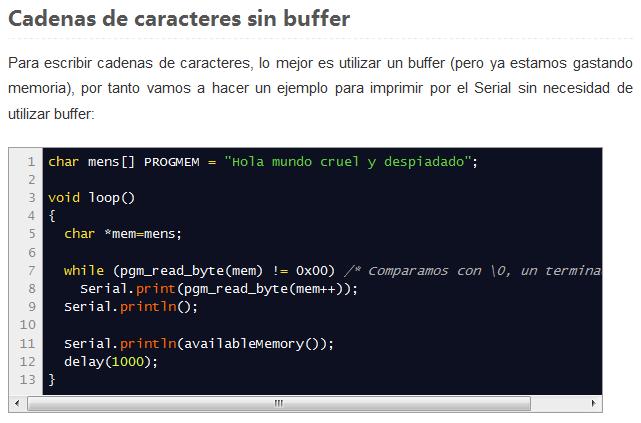 Cadenas de caracteres sin buffer
Para escribir cadenas de caracteres, lo mejor es utilizar un buffer (pero ya estamos gastando
memoria), por tanto vamos a hacer un ejemplo para imprimir por el Serial sin necesidad de
utilizar buffer:
1 char mens[] PROGMEM = "Hola mundo cruel y despiadado";
2
3 void loop()
4 {
5   char *mem=mens;
6
7   while (pgm_read_byte(mem) != 0x00) /* Comparamos con \0, un termina
8     Serial.print(pgm_read_byte(mem++));
9   Serial.println();
10
11   Serial.println(availableMemory());
12   delay(1000);
13 }